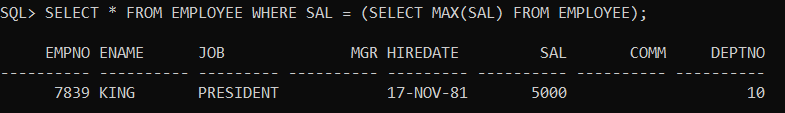 SQL> SELECT * FROM EMPLOYEE WHERE SAL = (SELECT MAX(SAL) FROM EMPLOYEE);
     EMPNO ENAME      JOB              MGR HIREDATE         SAL       COMM     DEPTNO
---------- ---------- --------- ---------- --------- ---------- ---------- ----------
      7839 KING       PRESIDENT            17-NOV-81       5000                    10